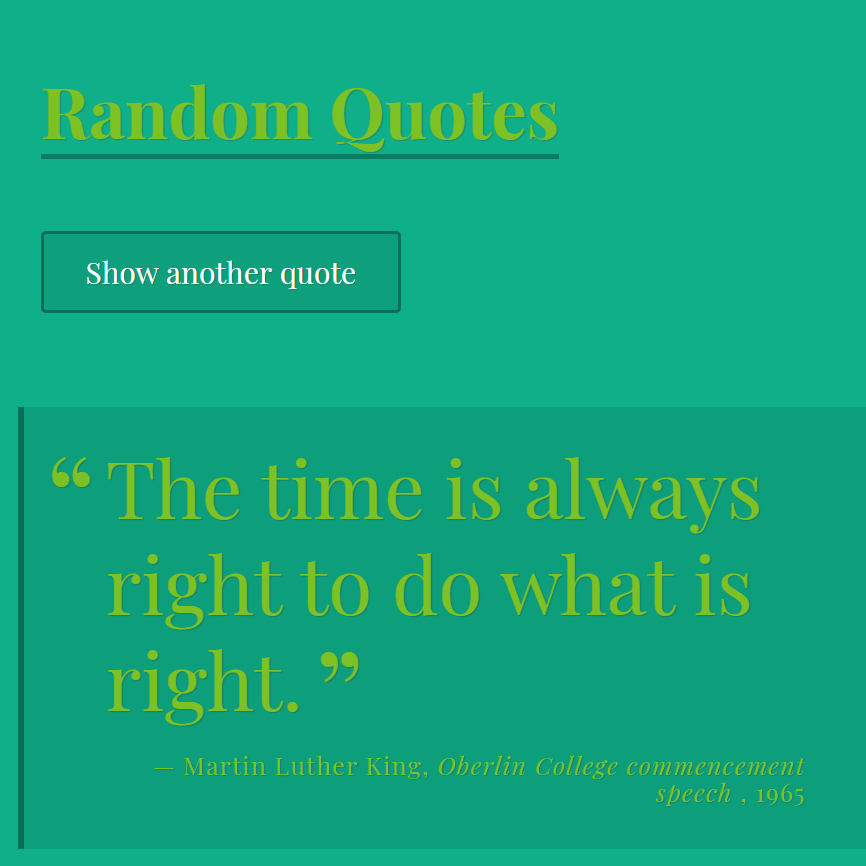 Random Quotes
Show another quote
“ The time is always
right to do what is
right. ”
— Martin Luther King, Oberlin College commencement
speech , 1965